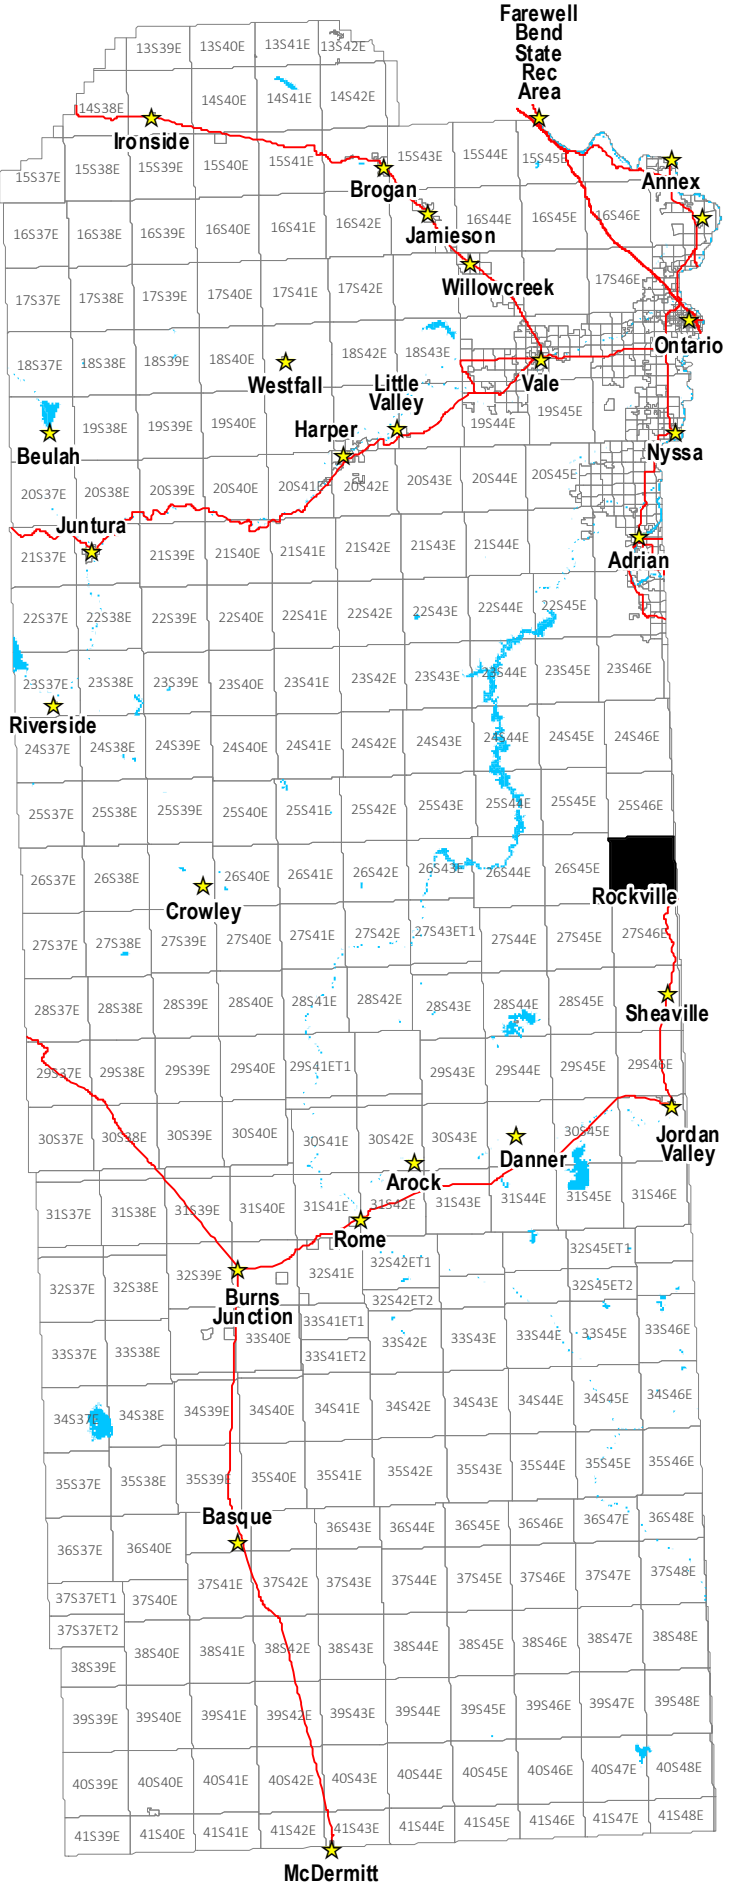 Farewell
Bend
State
Rec
Area
13S39E 13S40E 13S41E 13S42E
14S38E 14S40E 14S41E 14S42E
Ironside
15S37E 15S38E 15S39E 15S40E 15S41E 15S43E 15S44E 15S45E
Brogan
Annex
16S37E 16S38E 16S39E 16S40E 16S41E 16S42E 16S44E 16S45E 16S46E
Jamieson
17S37E 17S38E 17S39E 17S40E 17S41E 17S42E 17S46E
Willowcreek
Ontario
18S37E 18S38E 18S39E 18S40E 18S42E 18S43E
Westfall
Vale
Little
Valley
19S38E 19S39E 19S40E 19S44E 19S45E
Harper
Beulah
Nyssa
20S37E 20S38E 20S39E 20S40E 20S41E 20S42E 20S43E 20S44E 20S45E
Juntura
21S37E 21S39E 21S40E 21S41E 21S42E 21S43E 21S44E
Adrian
22S37E 22S38E 22S39E 22S40E 22S41E 22S42E 22S43E 22S44E 22S45E
23S37E 23S38E 23S39E 23S40E 23S41E 23S42E 23S43E 23S44E 23S45E 23S46E
Riverside
24S37E 24S38E 24S39E 24S40E 24S41E 24S42E 24S43E 24S44E 24S45E 24S46E
25S37E 25S38E 25S39E 25S40E 25S41E 25S42E 25S43E 25S44E 25S45E 25S46E
26S37E 26S38E 26S40E 26S41E 26S42E 26S43E 26S44E 26S45E
Rockville
Crowley
27S37E 27S38E 27S39E 27S40E 27S41E 27S42E 27S43ET1 27S44E 27S45E 27S46E
28S37E 28S38E 28S39E 28S40E 28S41E 28S42E 28S43E 28S44E 28S45E
Sheaville
29S37E 29S38E 29S39E 29S40E 29S41ET1 29S43E 29S44E 29S45E 29S46E
30S37E 30S38E 30S39E 30S40E 30S41E 30S42E 30S43E 30S45E
Jordan
Valley
Danner
Arock
31S37E 31S38E 31S39E 31S40E 31S41E 31S42E 31S43E 31S44E 31S45E 31S46E
Rome
32S37E 32S38E 32S39E 32S41E 32S42ET1 32S45ET1
32S42ET2 32S45ET2
Burns
Junction
33S41ET1
33S37E 33S38E 33S40E 33S41ET2 33S42E 33S43E 33S44E 33S45E 33S46E
34S37E 34S38E 34S39E 34S40E 34S41E 34S42E 34S43E 34S44E 34S45E 34S46E
35S37E 35S38E 35S39E 35S40E 35S41E 35S42E 35S43E 35S44E 35S45E 35S46E
Basque
36S37E 36S40E 36S43E 36S44E 36S45E 36S46E 36S47E 36S48E
37S37ET1 37S40E 37S41E 37S42E 37S43E 37S44E 37S45E 37S46E 37S47E 37S48E
37S37ET2
38S39E 38S40E 38S41E 38S42E 38S43E 38S44E 38S45E 38S46E 38S47E 38S48E
39S39E 39S40E 39S41E 39S42E 39S43E 39S44E 39S45E 39S46E 39S47E 39S48E
40S39E 40S40E 40S41E 40S42E 40S43E 40S44E 40S45E 40S46E 40S47E 40S48E
41S39E 41S40E 41S41E 41S42E 41S43E 41S44E 41S45E 41S46E 41S47E 41S48E
McDermitt